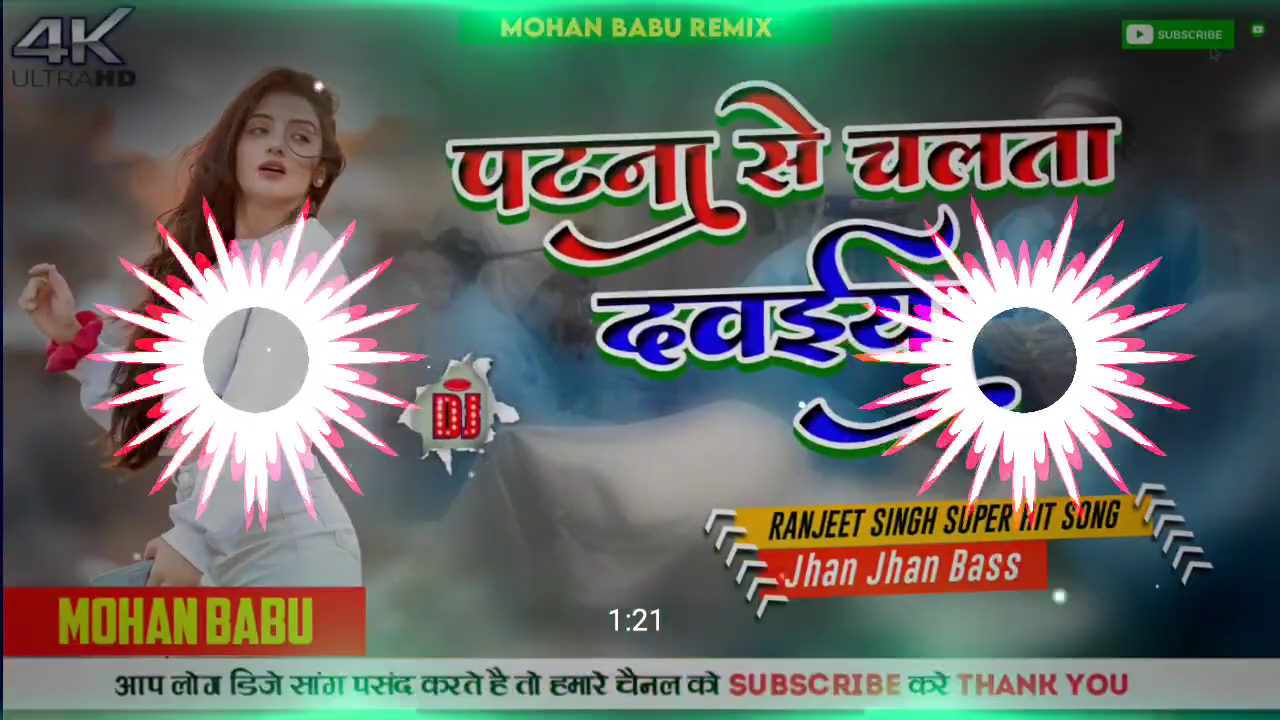 4K
ULTRAHD
MOHAN BABU REMIX
SUBSCRIBE
पटना से चलता
दवईया
DJ
RANJEET SINGH SUPER HIT SONG
Jhan Jhan Bass
MOHAN BABU
1:21
आप लोग डिजे सांग पसंद करते है तो हमारे चैनल को SUBSCRIBE करे THANK YOU